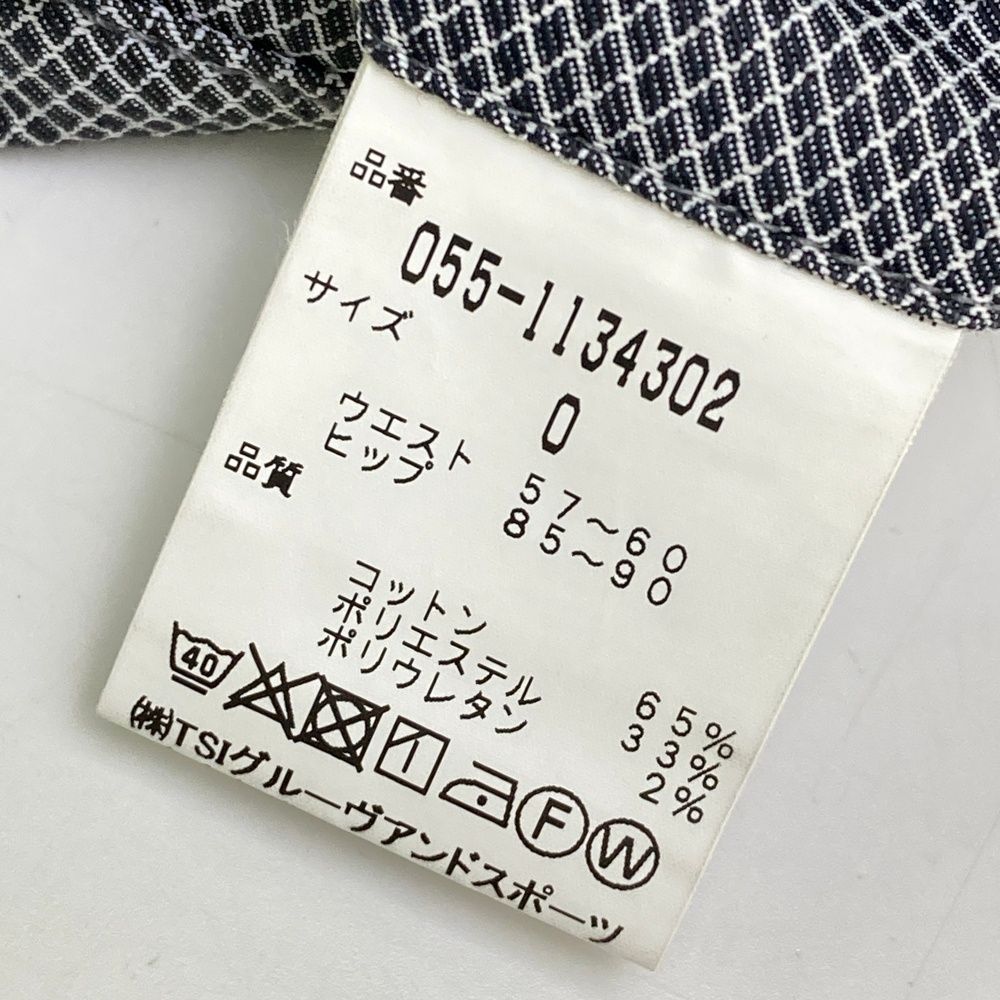 品番
055-1134302
サイズ
0
ウエスト 57～60
ヒップ 85～90
品質
コットン 65%
ポリエステル 33%
ポリウレタン 2%
40
F W
㈱TSIグルーヴアンドスポーツ